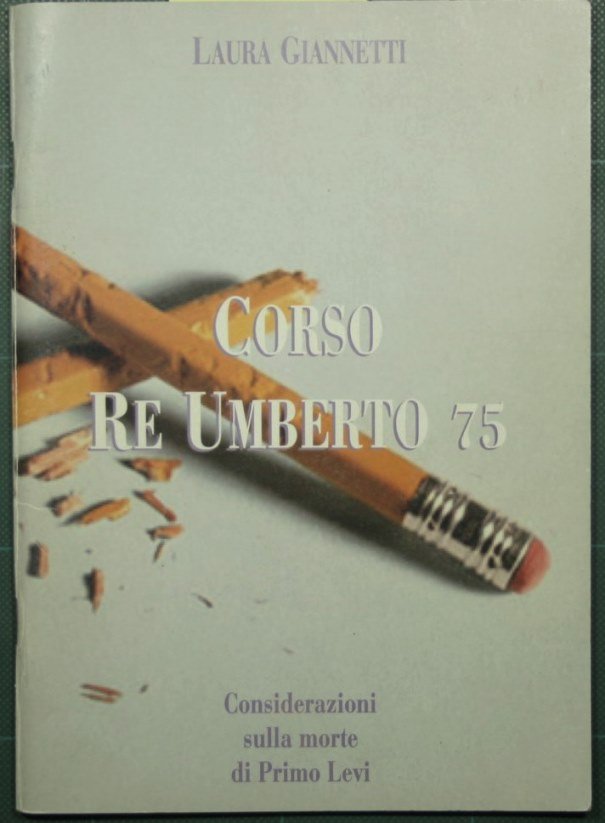 LAURA GIANNETTI
CORSO
RE UMBERTO 75
Considerazioni
sulla morte
di Primo Levi